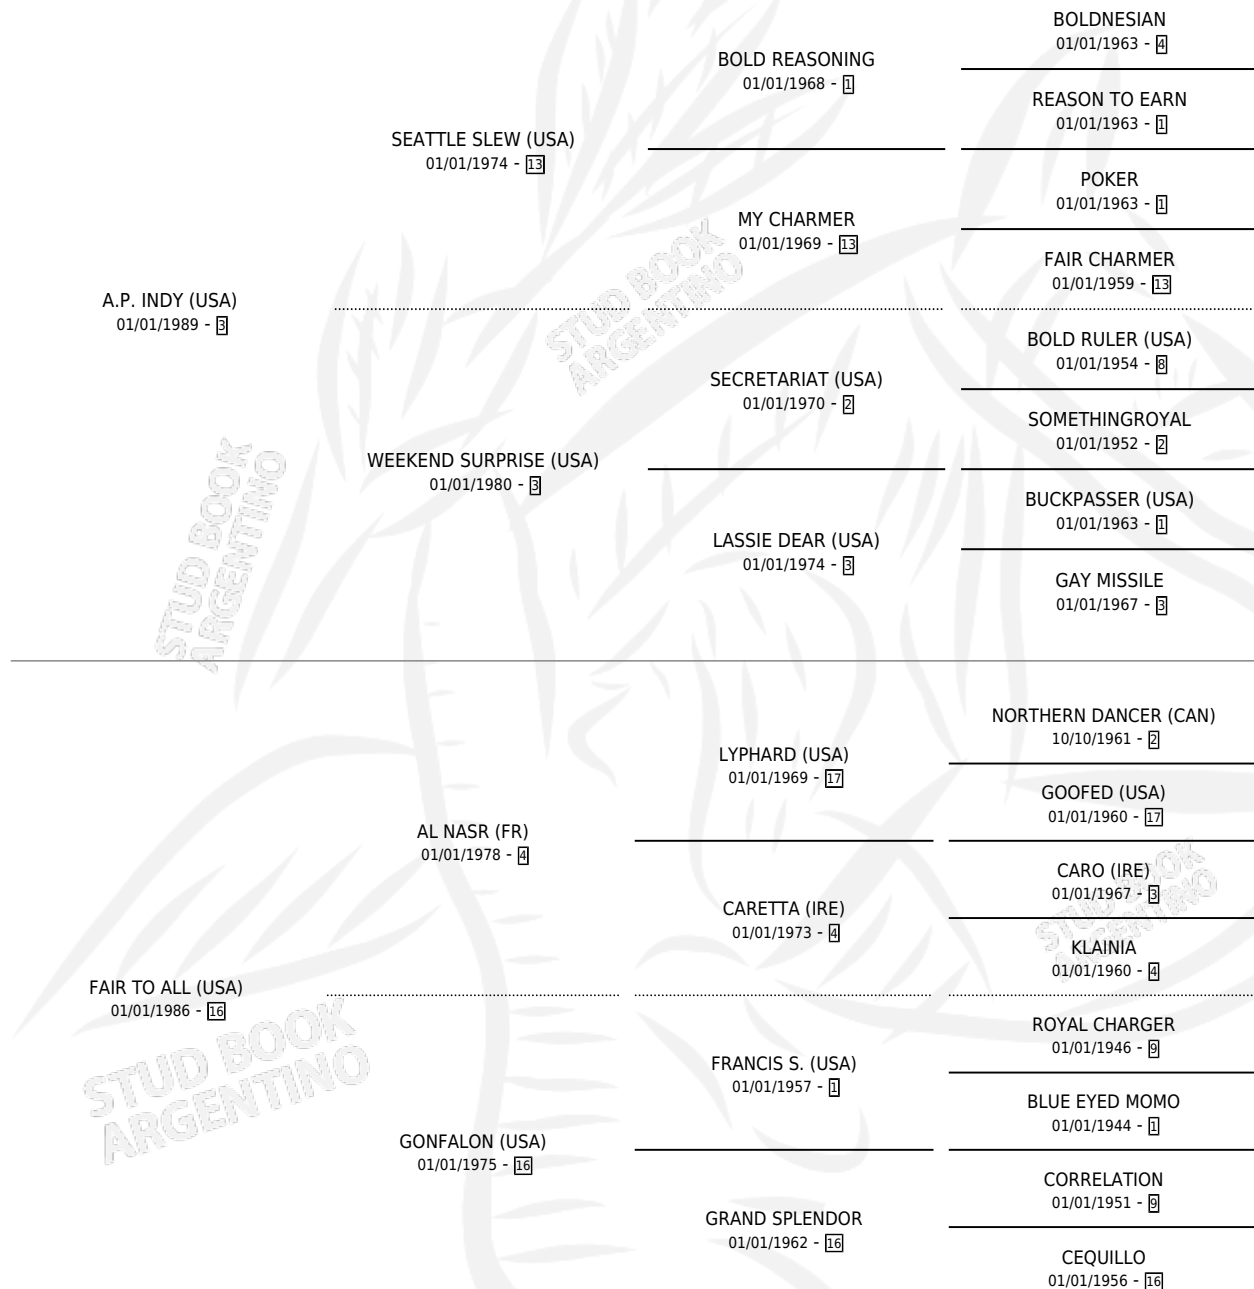 BOLDNESIAN
01/01/1963 - 4
BOLD REASONING
01/01/1968 - 1
REASON TO EARN
01/01/1963 - 1
SEATTLE SLEW (USA)
01/01/1974 - 13
POKER
01/01/1963 - 1
MY CHARMER
01/01/1969 - 13
FAIR CHARMER
01/01/1959 - 13
A.P. INDY (USA)
01/01/1989 - 3
STUD BOOK
ARGENTINO
BOLD RULER (USA)
01/01/1954 - 8
SECRETARIAT (USA)
01/01/1970 - 2
SOMETHINGROYAL
01/01/1952 - 2
WEEKEND SURPRISE (USA)
01/01/1980 - 3
BUCKPASSER (USA)
01/01/1963 - 1
LASSIE DEAR (USA)
01/01/1974 - 3
GAY MISSILE
01/01/1967 - 3
STUD BOOK
ARGENTINO
NORTHERN DANCER (CAN)
10/10/1961 - 2
LYPHARD (USA)
01/01/1969 - 17
GOOFED (USA)
01/01/1960 - 17
AL NASR (FR)
01/01/1978 - 4
CARO (IRE)
01/01/1967 - 3
CARETTA (IRE)
01/01/1973 - 4
STUD BOOK
ARGENTINO
KLAINIA
01/01/1960 - 4
FAIR TO ALL (USA)
01/01/1986 - 16
STUD BOOK
ARGENTINO
ROYAL CHARGER
01/01/1946 - 9
FRANCIS S. (USA)
01/01/1957 - 1
BLUE EYED MOMO
01/01/1944 - 1
GONFALON (USA)
01/01/1975 - 16
CORRELATION
01/01/1951 - 9
GRAND SPLENDOR
01/01/1962 - 16
CEQUILLO
01/01/1956 - 16